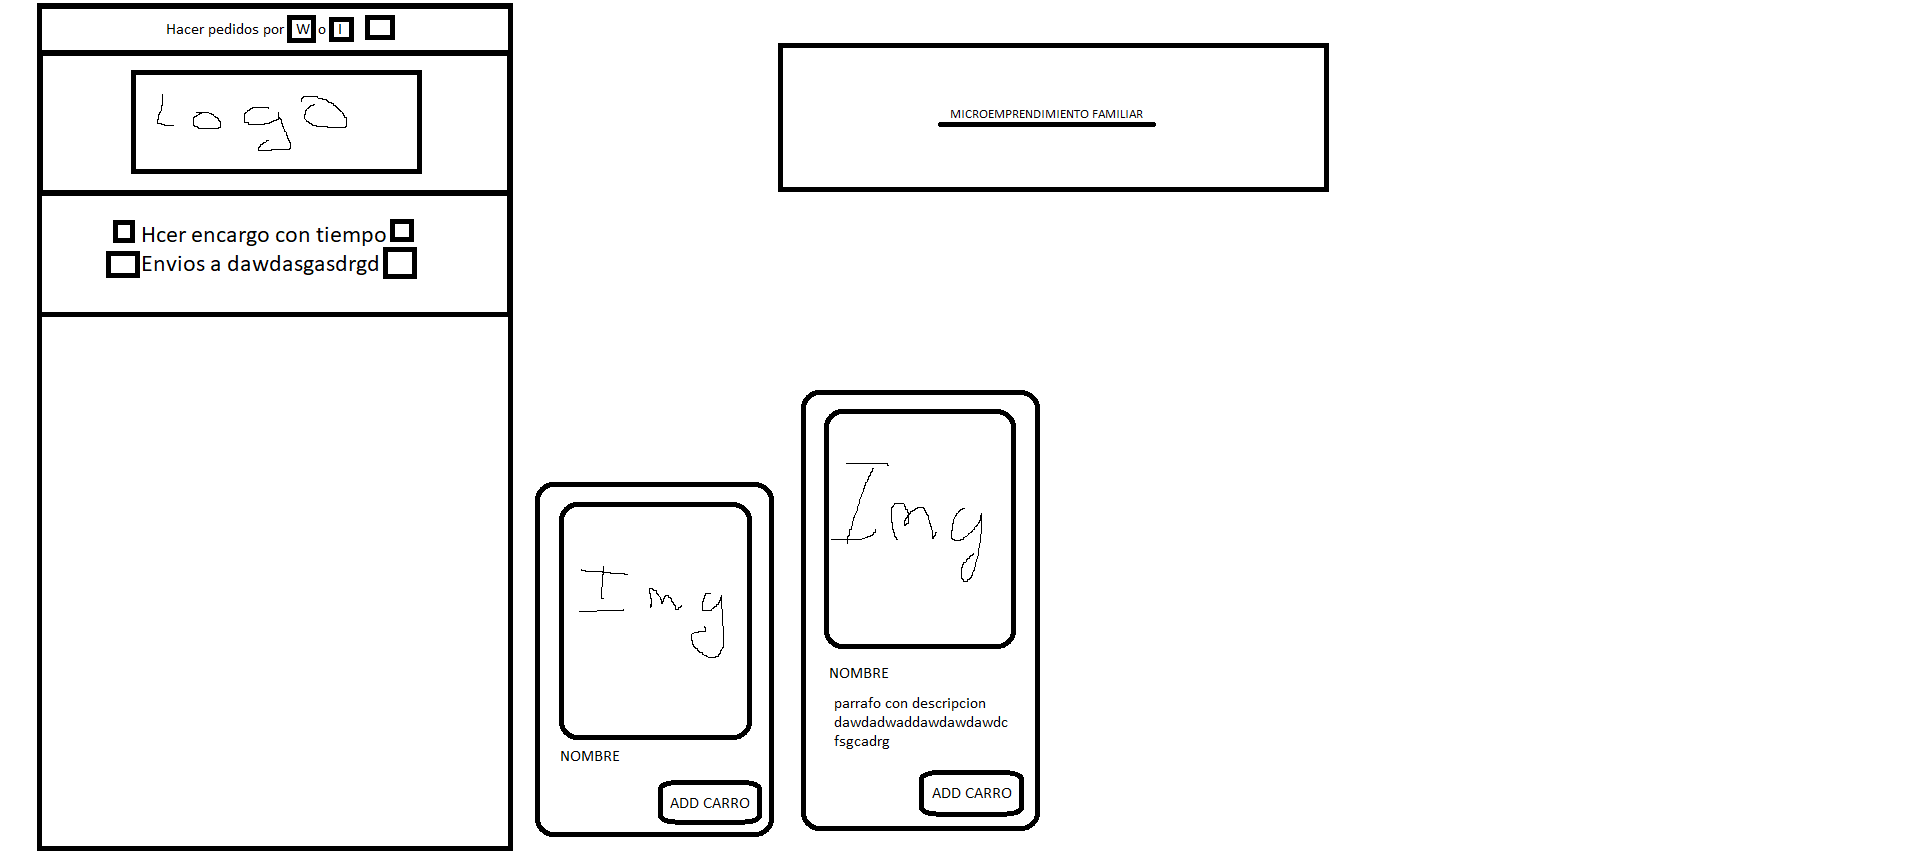 Hacer pedidos por W o I
Logo
Hcer encargo con tiempo
Envios a dawdasgasdrgd
MICROEMPRENDIMIENTO FAMILIAR
Img
NOMBRE
ADD CARRO
Img
NOMBRE
parrafo con descripcion
dawdadwaddawdawdawdc
fsgcadrg
ADD CARRO